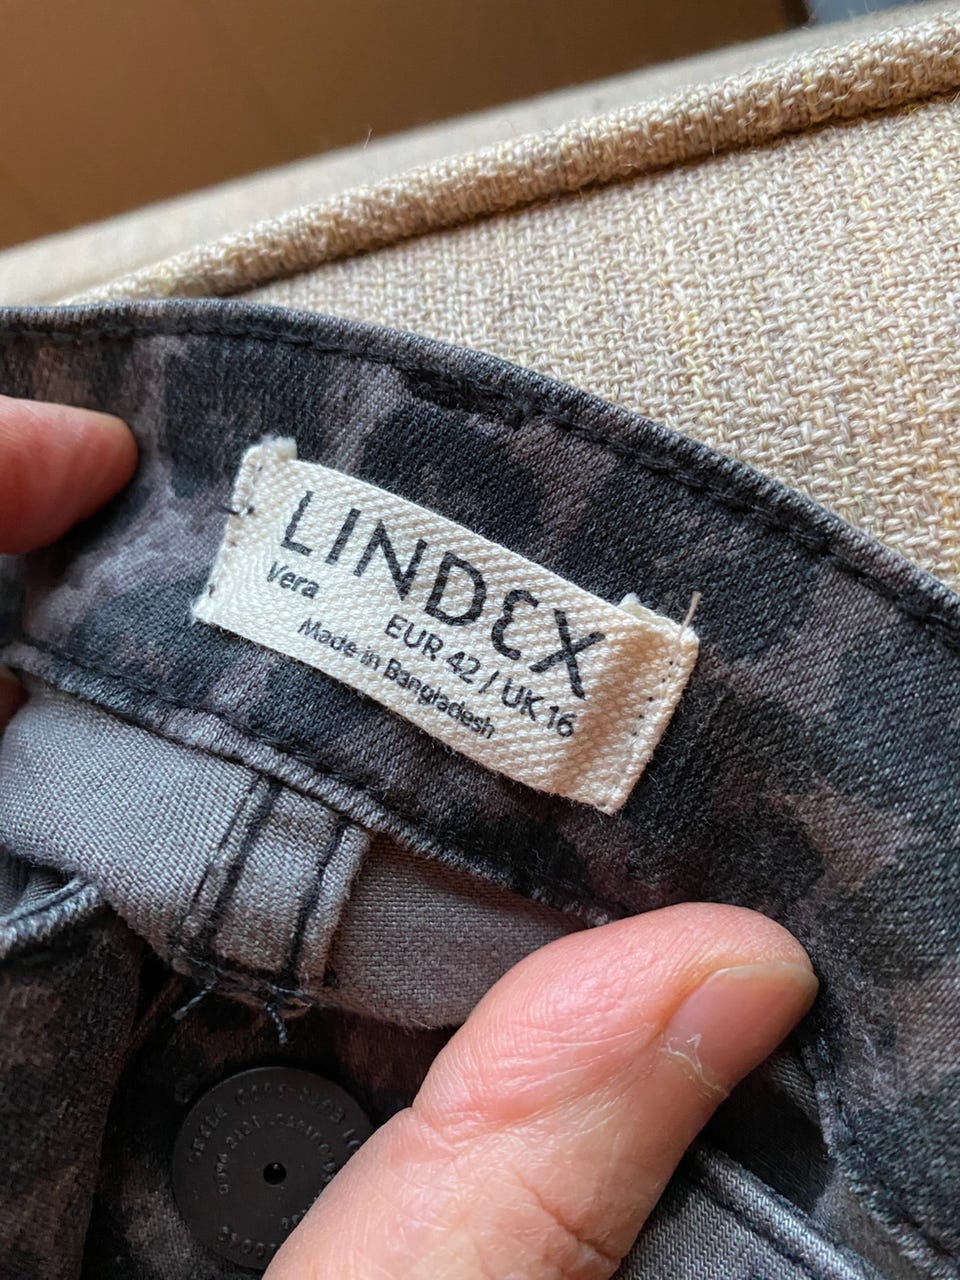 LINDEX
Vera
EUR 42 / UK 16
Made in Bangladesh